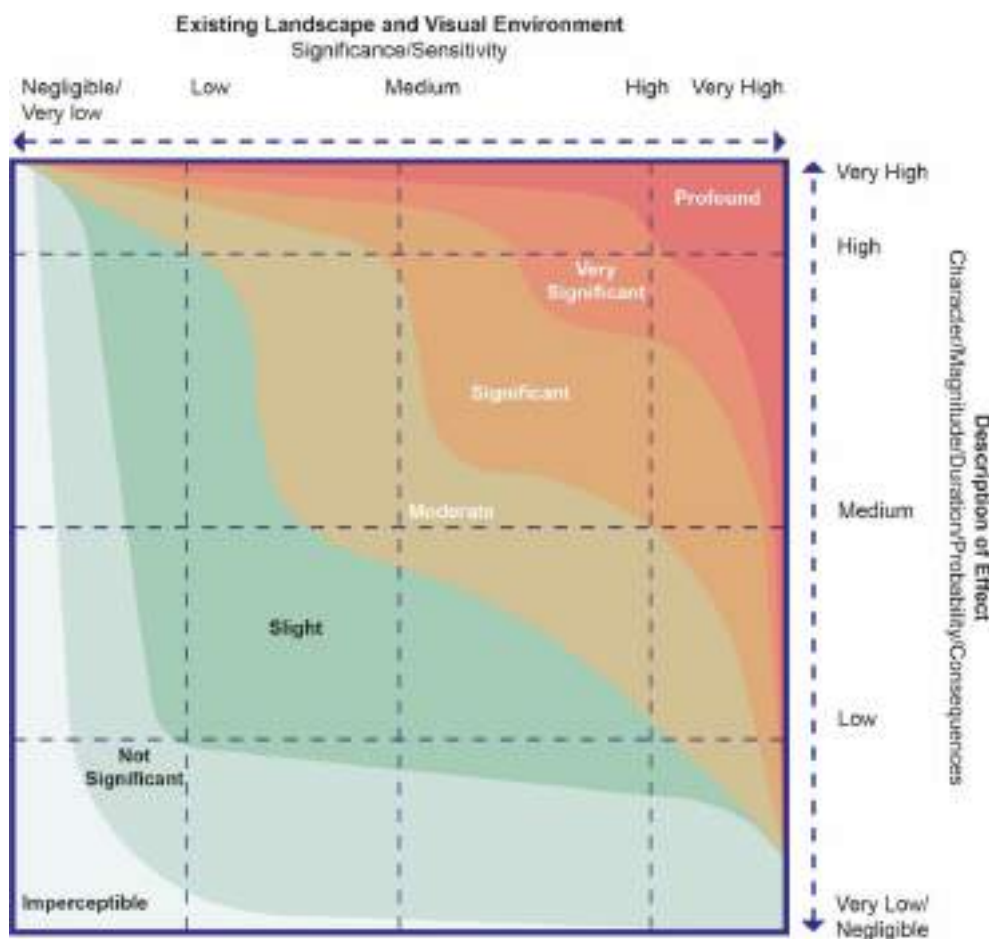 Existing Landscape and Visual Environment
Significance/Sensitivity
Negligible/
Very low
Low
Medium
High
Very High
Very High
Profound
High
Very
Significant
Significant
Medium
Moderate
Slight
Low
Not
Significant
Imperceptible
Very Low/
Negligible
Description of Effect
Character/Magnitude/Duration/Probability/Consequences